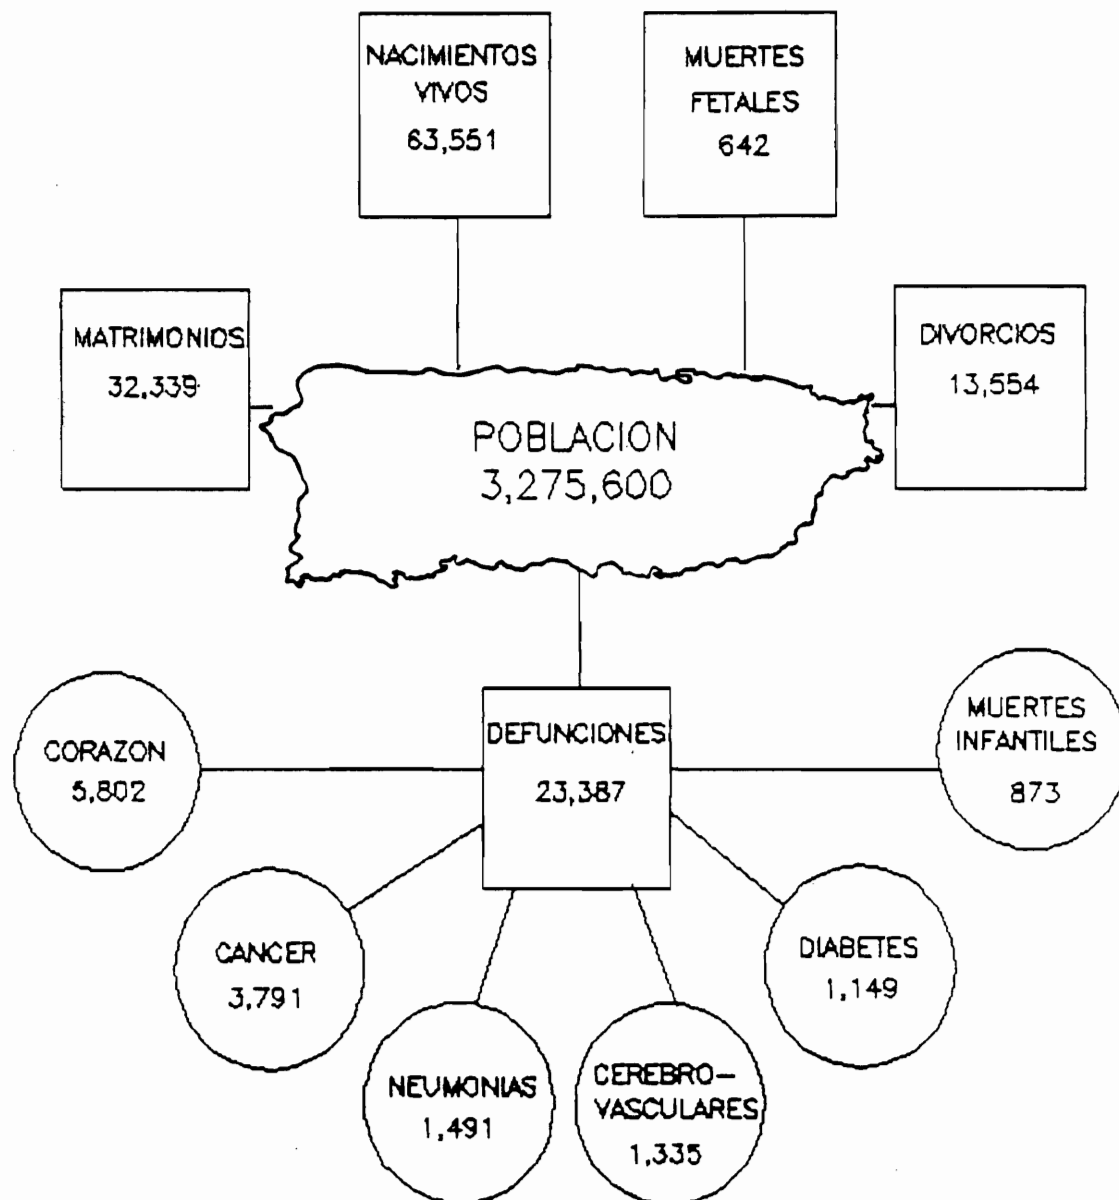 NACIMIENTOS
VIVOS
63,551
MUERTES
FETALES
642
MATRIMONIOS
32,339
DIVORCIOS
13,554
POBLACION
3,275,600
DEFUNCIONES
23,387
CORAZON
5,802
MUERTES
INFANTILES
873
CANCER
3,791
DIABETES
1,149
NEUMONIAS
1,491
CEREBRO-
VASCULARES
1,335